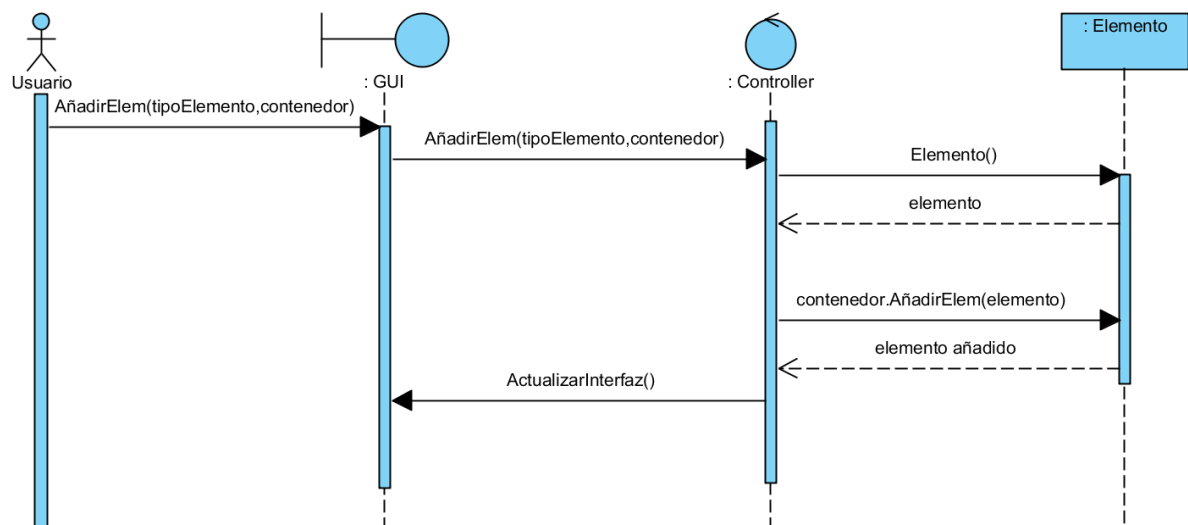 : Elemento
Usuario
: GUI
: Controller
AñadirElem(tipoElemento,contenedor)
AñadirElem(tipoElemento,contenedor)
Elemento()
elemento
contenedor.AñadirElem(elemento)
elemento añadido
ActualizarInterfaz()